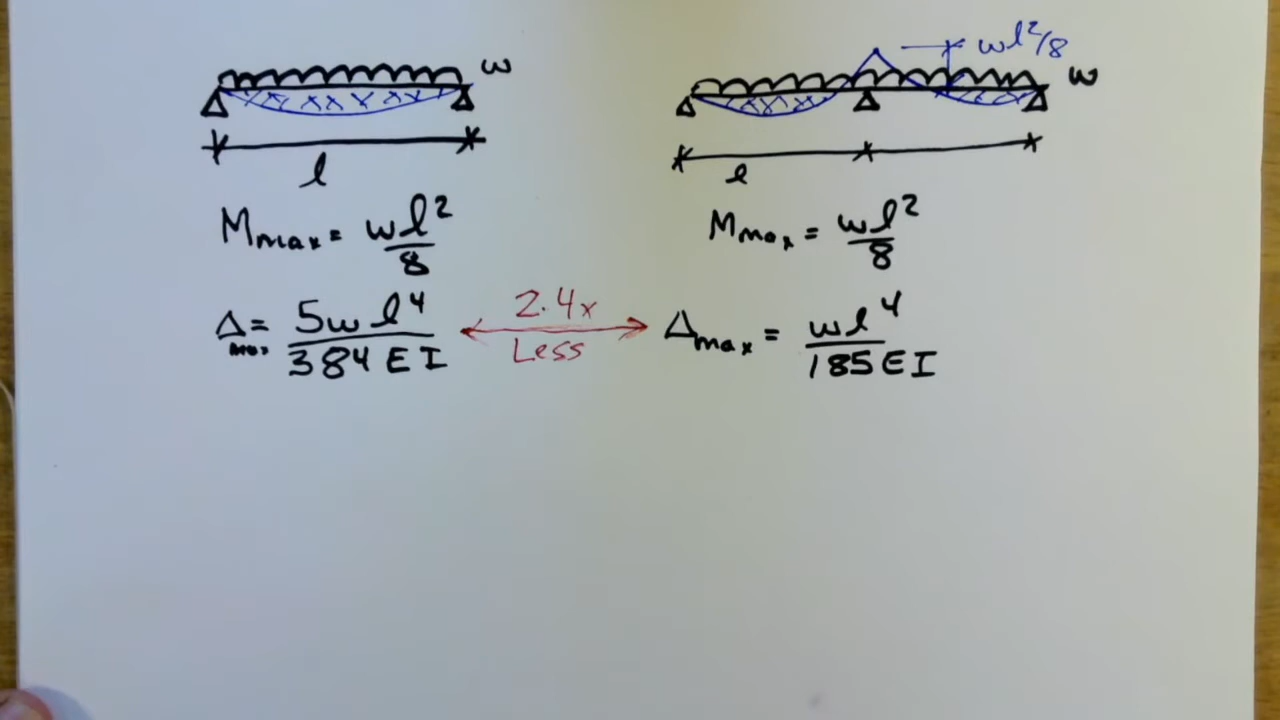 w
wl²/8
w
l
l
Mmax = wl²/8
Mmax = wl²/8
Δmax = 5wl⁴/384EI
2.4x
Less
Δmax = wl⁴/185EI